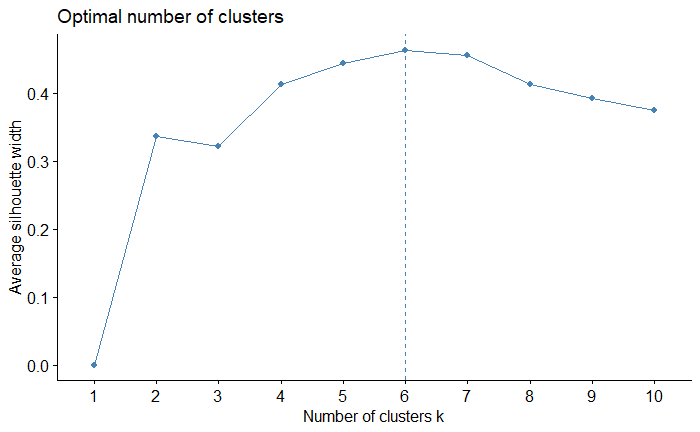 Optimal number of clusters
Average silhouette width
0.4
0.3
0.2
0.1
0.0
1 2 3 4 5 6 7 8 9 10
Number of clusters k